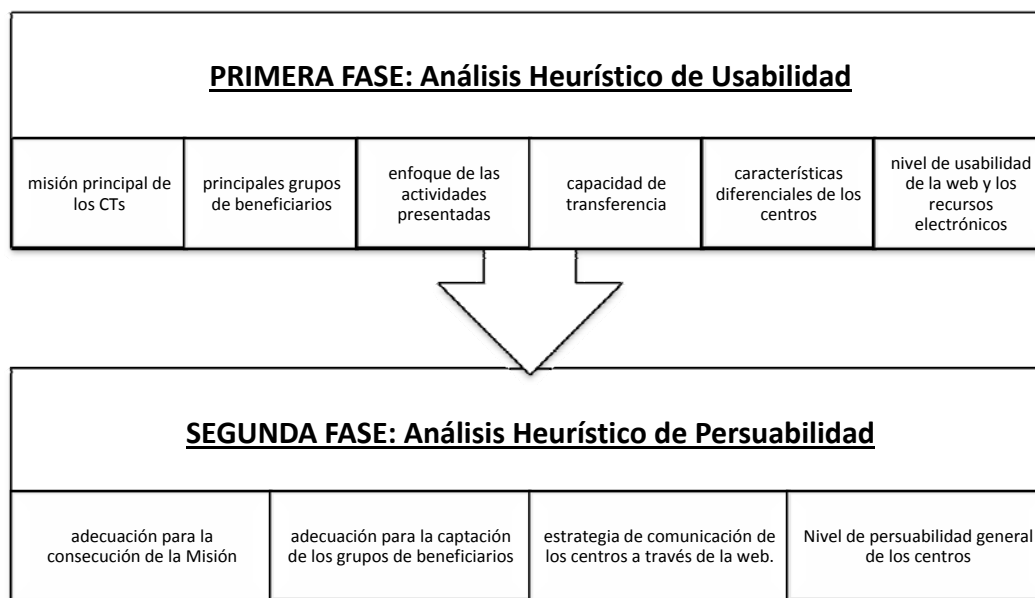 PRIMERA FASE: Análisis Heurístico de Usabilidad
misión principal de
los CTs
principales grupos
de beneficiarios
enfoque de las
actividades
presentadas
capacidad de
transferencia
características
diferenciales de los
centros
nivel de usabilidad
de la web y los
recursos
electrónicos
SEGUNDA FASE: Análisis Heurístico de Persuabilidad
adecuación para la
consecución de la Misión
adecuación para la captación
de los grupos de beneficiarios
estrategia de comunicación de
los centros a través de la web.
Nivel de persuabilidad general
de los centros